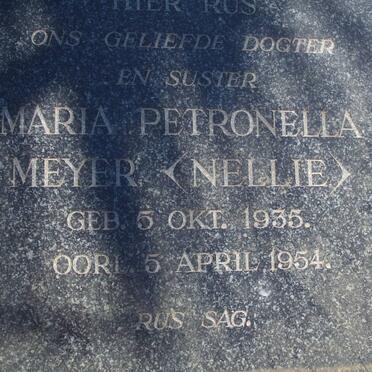 HIER RUS
ONS GELIEFDE DOGTER
EN SUSTER
MARIA PETRONELLA
MEYER <NELLIE>
GEB. 5 OKT. 1935.
OORL. 5 APRIL 1954.
RUS SAG.